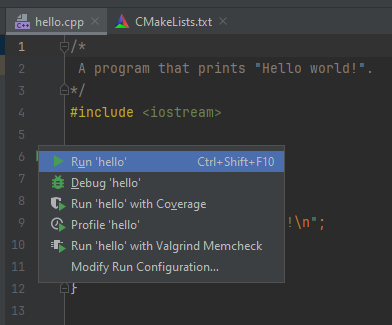 hello.cpp
CMakeLists.txt
1 /*
2 A program that prints "Hello world!".
3 */
4 #include <iostream>
5
6
Run 'hello' Ctrl+Shift+F10
7
Debug 'hello'
8
Run 'hello' with Coverage
9 !\n";
Profile 'hello'
10
Run 'hello' with Valgrind Memcheck
11
Modify Run Configuration...
12 }
13